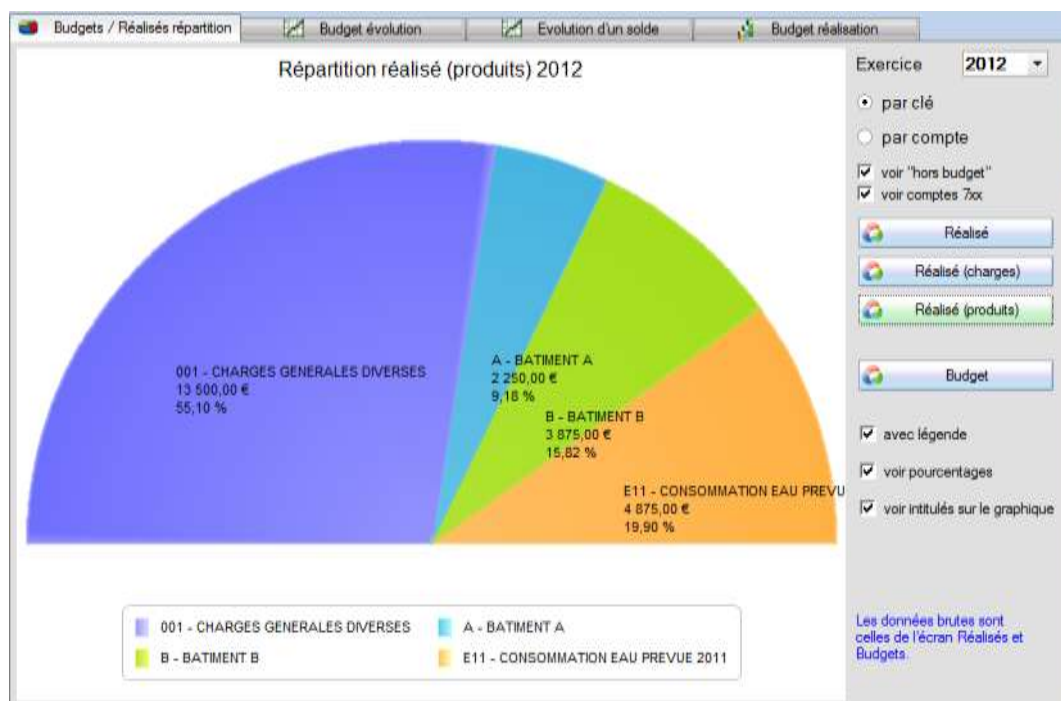 Budgets / Réalisés répartition
Budget évolution
Evolution d'un solde
Budget réalisation
Répartition réalisé (produits) 2012
001 - CHARGES GENERALES DIVERSES
13 500,00 €
55,10 %
A - BATIMENT A
2 250,00 €
9,18 %
B - BATIMENT B
3 875,00 €
15,82 %
E11 - CONSOMMATION EAU PREVU
4 875,00 €
19,90 %
001 - CHARGES GENERALES DIVERSES
A - BATIMENT A
B - BATIMENT B
E11 - CONSOMMATION EAU PREVUE 2011
Exercice 2012
par clé
par compte
voir "hors budget"
voir comptes 7xx
Réalisé
Réalisé (charges)
Réalisé (produits)
Budget
avec légende
voir pourcentages
voir intitulés sur le graphique
Les données brutes sont
celles de l'écran Réalisés et
Budgets.